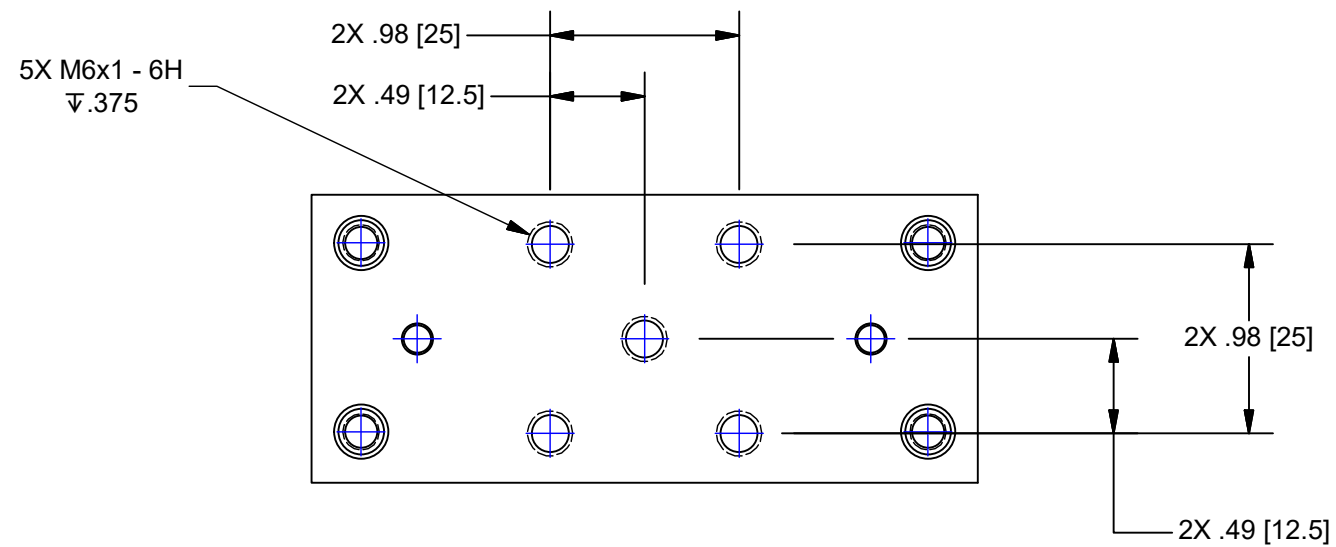 2X .98 [25]
5X M6x1 - 6H
↧.375
2X .49 [12.5]
2X .98 [25]
2X .49 [12.5]